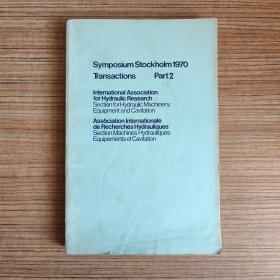 Symposium Stockholm 1970
Transactions Part 2
International Association
for Hydraulic Research
Section for Hydraulic Machinery,
Equipment and Cavitation
Association Internationale
de Recherches Hydrauliques
Section Machines Hydrauliques,
Equipements et Cavitation